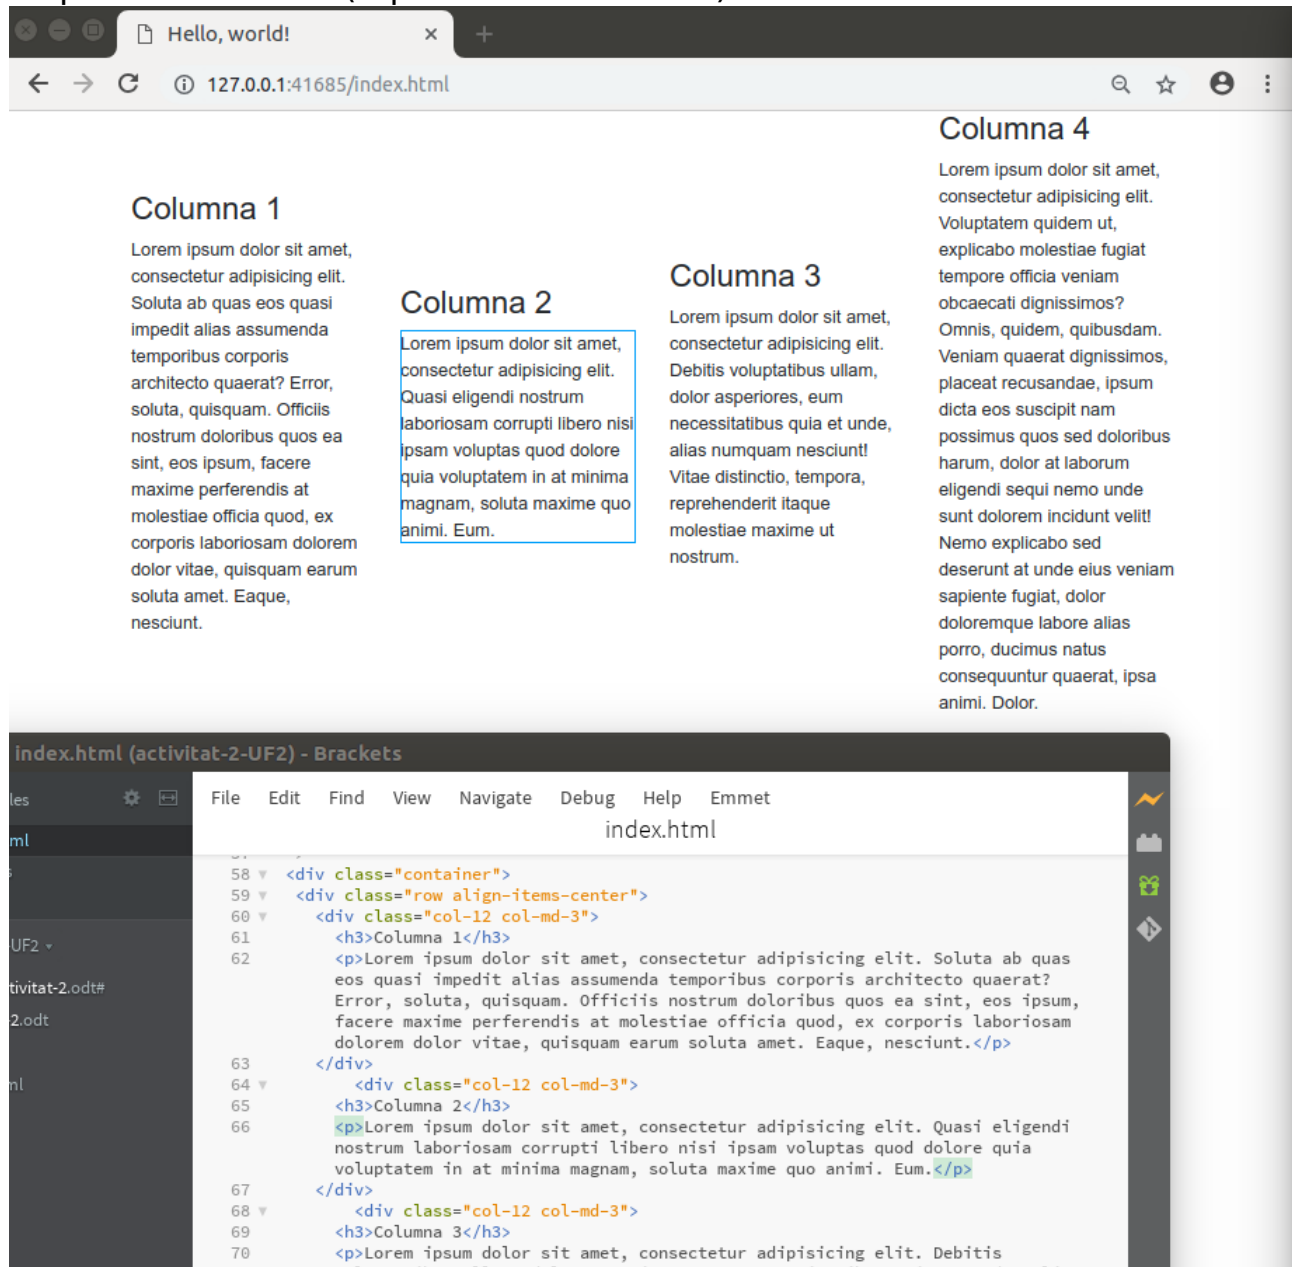 Hello, world!
127.0.0.1:41685/index.html
Columna 1
Lorem ipsum dolor sit amet,
consectetur adipisicing elit.
Soluta ab quas eos quasi
impedit alias assumenda
temporibus corporis
architecto quaerat? Error,
soluta, quisquam. Officiis
nostrum doloribus quos ea
sint, eos ipsum, facere
maxime perferendis at
molestiae officia quod, ex
corporis laboriosam dolorem
dolor vitae, quisquam earum
soluta amet. Eaque,
nesciunt.
Columna 2
Lorem ipsum dolor sit amet,
consectetur adipisicing elit.
Quasi eligendi nostrum
laboriosam corrupti libero nisi
ipsam voluptas quod dolore
quia voluptatem in at minima
magnam, soluta maxime quo
animi. Eum.
Columna 3
Lorem ipsum dolor sit amet,
consectetur adipisicing elit.
Debitis voluptatibus ullam,
dolor asperiores, eum
necessitatibus quia et unde,
alias numquam nesciunt!
Vitae distinctio, tempora,
reprehenderit itaque
molestiae maxime ut
nostrum.
Columna 4
Lorem ipsum dolor sit amet,
consectetur adipisicing elit.
Voluptatem quidem ut,
explicabo molestiae fugiat
tempore officia veniam
obcaecati dignissimos?
Omnis, quidem, quibusdam.
Veniam quaerat dignissimos,
placeat recusandae, ipsum
dicta eos suscipit nam
possimus quos sed doloribus
harum, dolor at laborum
eligendi sequi nemo unde
sunt dolorem incidunt velit!
Nemo explicabo sed
deserunt at unde eius veniam
sapiente fugiat, dolor
doloremque labore alias
porro, ducimus natus
consequuntur quaerat, ipsa
animi. Dolor.
index.html (activitat-2-UF2) - Brackets
les
ml
s
-UF2
tivitat-2.odt#
2.odt
ml
File Edit Find View Navigate Debug Help Emmet
index.html
58 <div class="container">
59 <div class="row align-items-center">
60 <div class="col-12 col-md-3">
61 <h3>Columna 1</h3>
62 <p>Lorem ipsum dolor sit amet, consectetur adipisicing elit. Soluta ab quas
eos quasi impedit alias assumenda temporibus corporis architecto quaerat?
Error, soluta, quisquam. Officiis nostrum doloribus quos ea sint, eos ipsum,
facere maxime perferendis at molestiae officia quod, ex corporis laboriosam
dolorem dolor vitae, quisquam earum soluta amet. Eaque, nesciunt.</p>
63 </div>
64 <div class="col-12 col-md-3">
65 <h3>Columna 2</h3>
66 <p>Lorem ipsum dolor sit amet, consectetur adipisicing elit. Quasi eligendi
nostrum laboriosam corrupti libero nisi ipsam voluptas quod dolore quia
voluptatem in at minima magnam, soluta maxime quo animi. Eum.</p>
67 </div>
68 <div class="col-12 col-md-3">
69 <h3>Columna 3</h3>
70 <p>Lorem ipsum dolor sit amet, consectetur adipisicing elit. Debitis